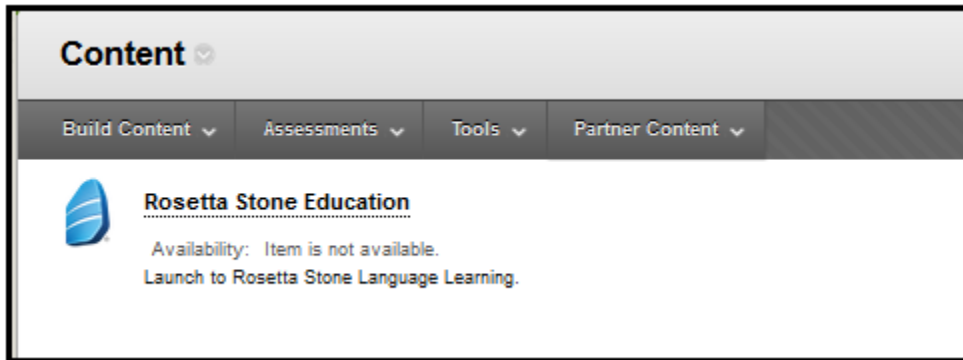 Content
Build Content Assessments Tools Partner Content
Rosetta Stone Education
Availability: Item is not available.
Launch to Rosetta Stone Language Learning.